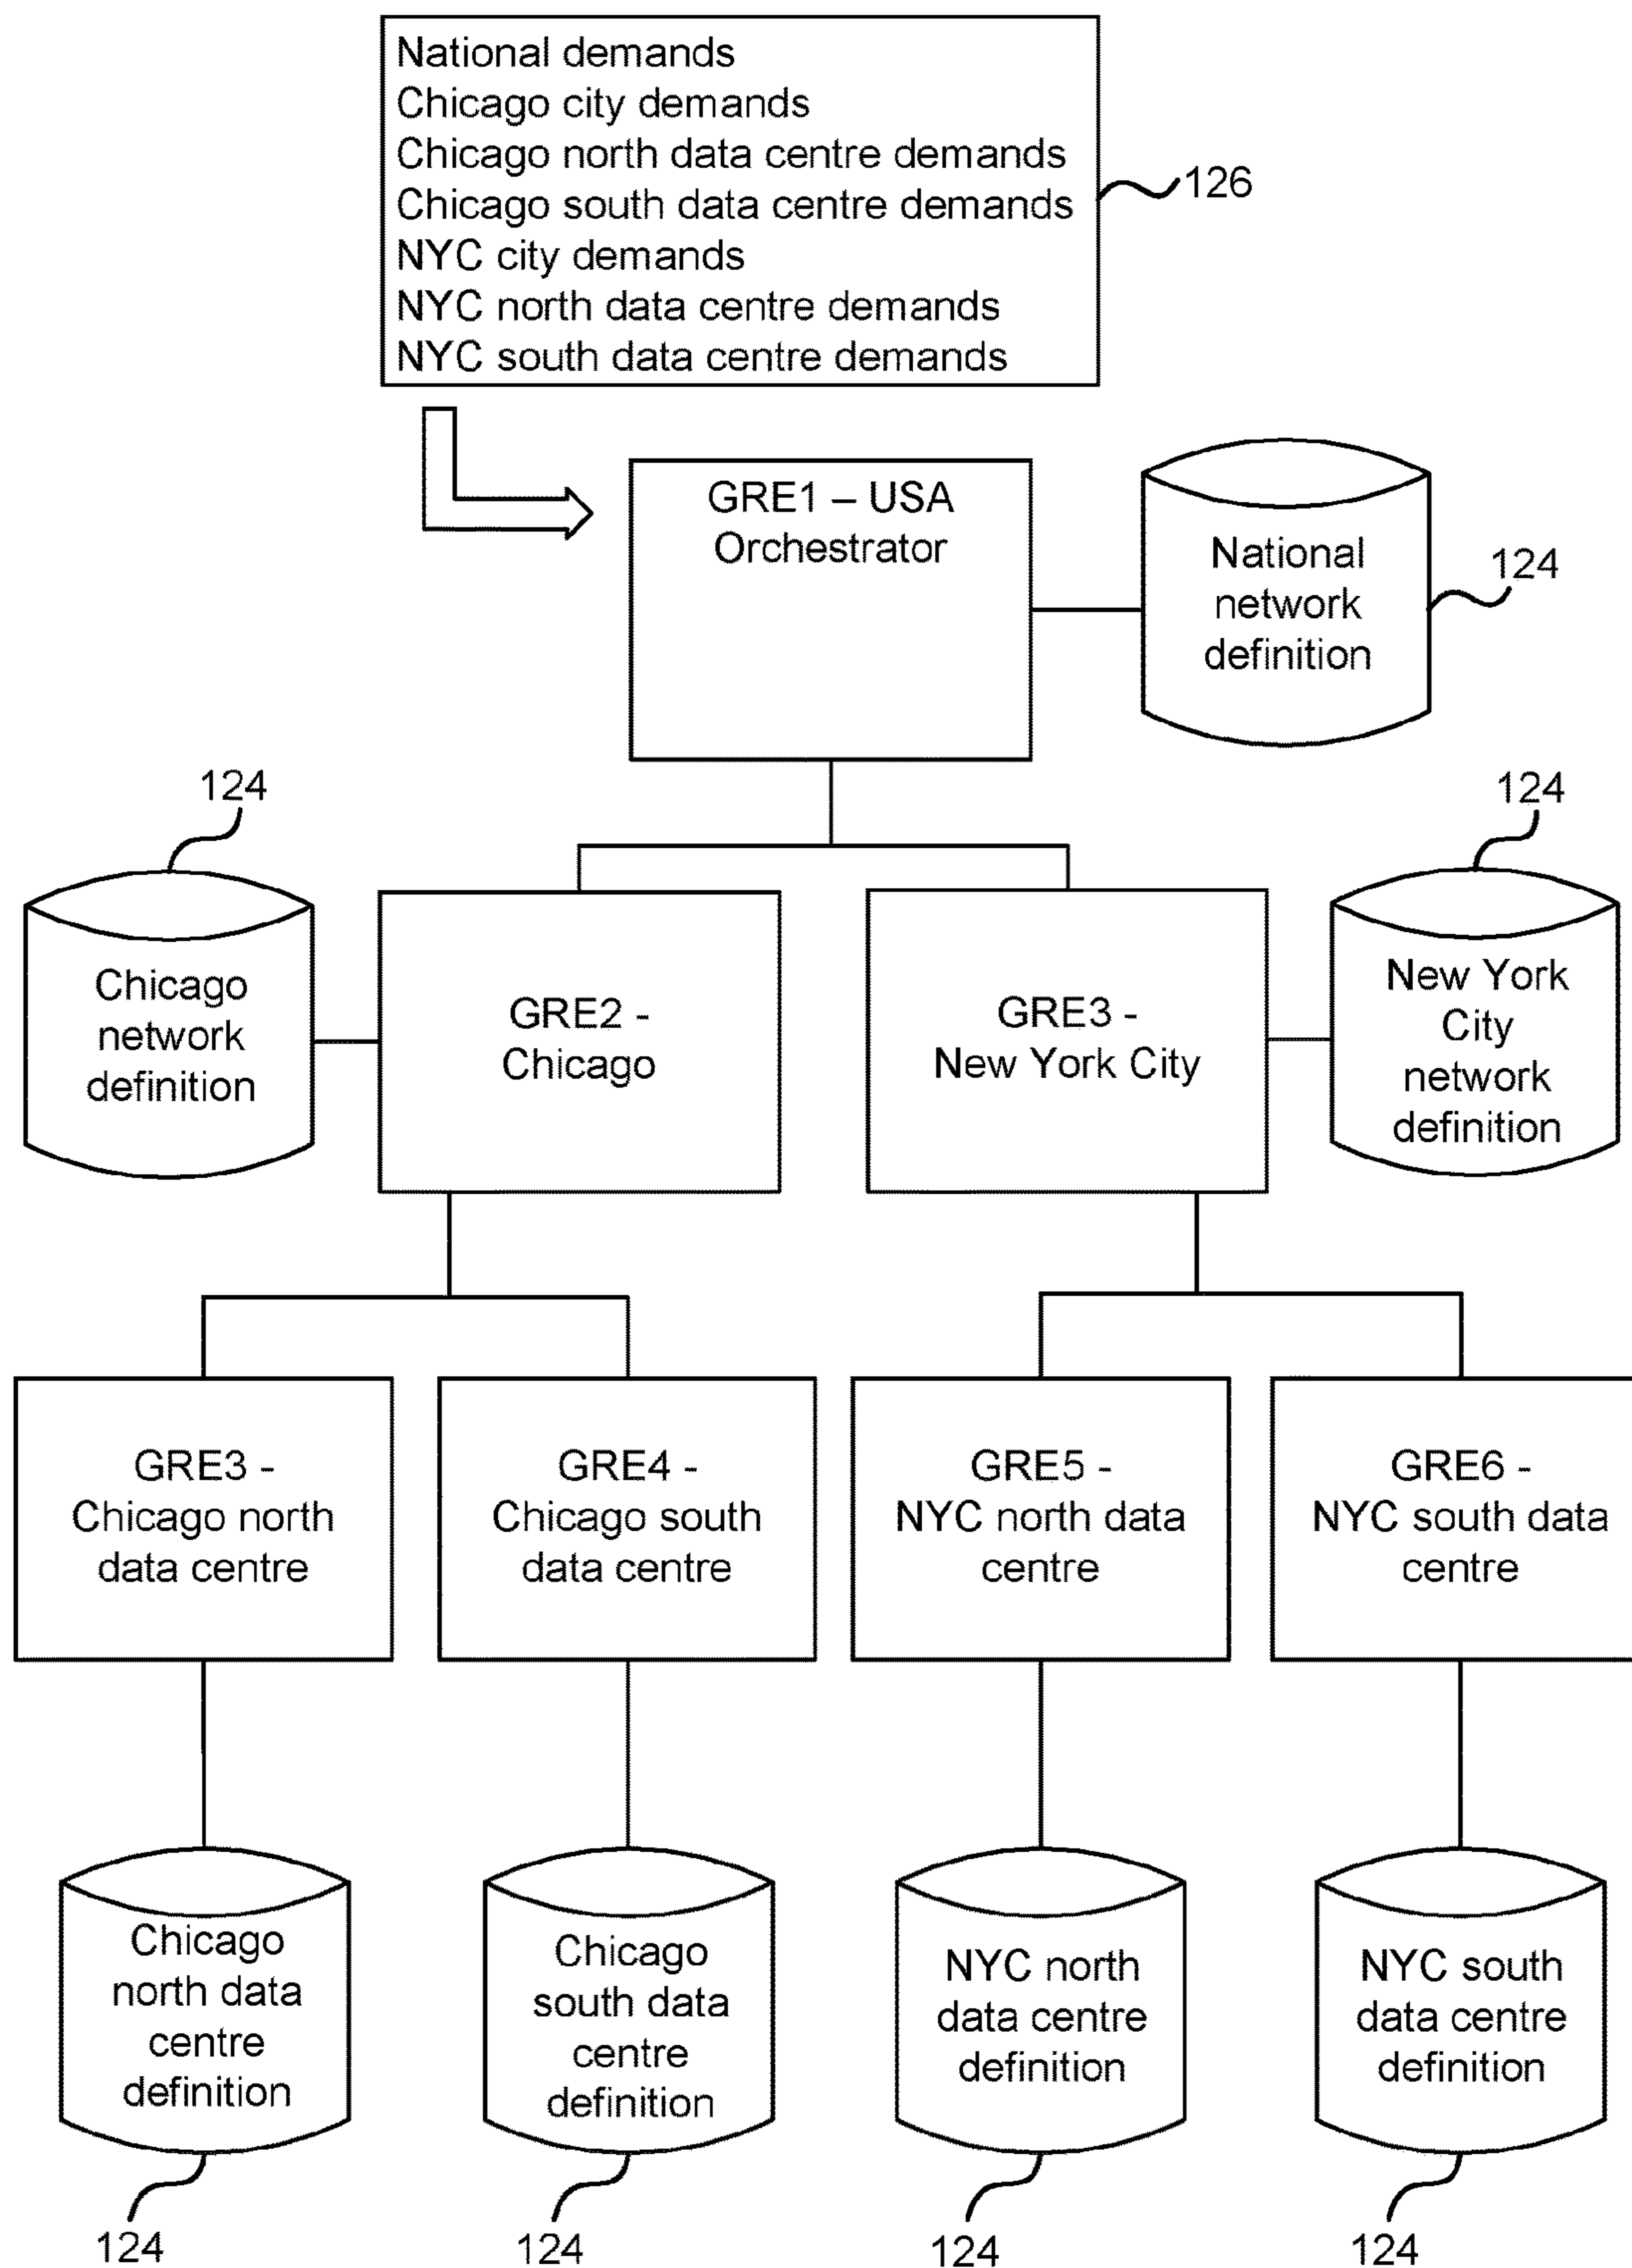 National demands
Chicago city demands
Chicago north data centre demands
Chicago south data centre demands
NYC city demands
NYC north data centre demands
NYC south data centre demands
126
GRE1 – USA
Orchestrator
National
network
definition
124
124
Chicago
network
definition
GRE2 -
Chicago
GRE3 -
New York City
124
New York
City
network
definition
GRE3 -
Chicago north
data centre
GRE4 -
Chicago south
data centre
GRE5 -
NYC north data
centre
GRE6 -
NYC south data
centre
Chicago
north data
centre
definition
Chicago
south data
centre
definition
NYC north
data centre
definition
NYC south
data centre
definition
124
124
124
124